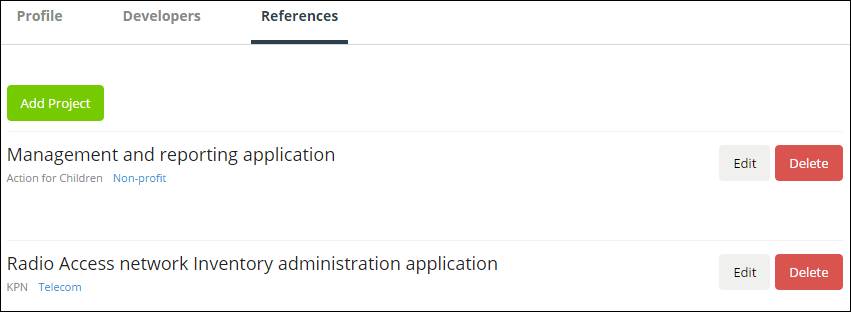 Profile Developers References
Add Project
Management and reporting application
Edit Delete
Action for Children Non-profit
Radio Access network Inventory administration application
Edit Delete
KPN Telecom